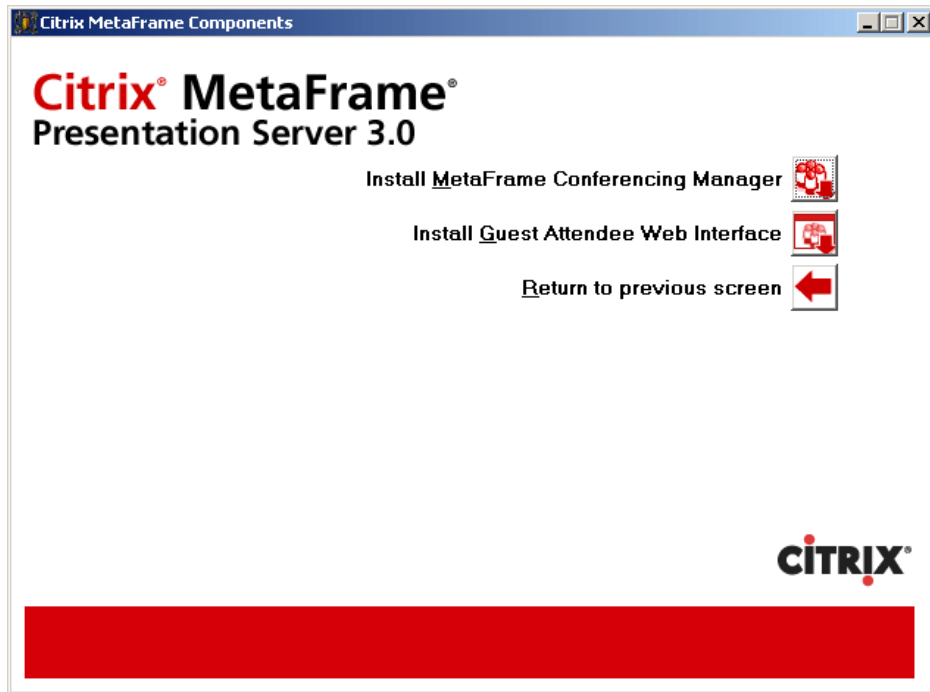 Citrix MetaFrame Components
Citrix® MetaFrame®
Presentation Server 3.0
Install MetaFrame Conferencing Manager
Install Guest Attendee Web Interface
Return to previous screen
CITRIX®